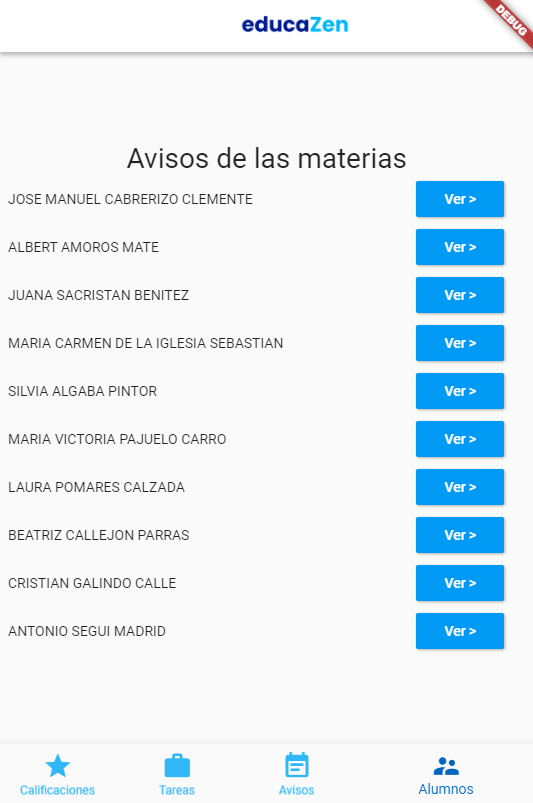 educaZen
DEBUG
Avisos de las materias
JOSE MANUEL CABRERIZO CLEMENTE Ver >
ALBERT AMOROS MATE Ver >
JUANA SACRISTAN BENITEZ Ver >
MARIA CARMEN DE LA IGLESIA SEBASTIAN Ver >
SILVIA ALGABA PINTOR Ver >
MARIA VICTORIA PAJUELO CARRO Ver >
LAURA POMARES CALZADA Ver >
BEATRIZ CALLEJON PARRAS Ver >
CRISTIAN GALINDO CALLE Ver >
ANTONIO SEGUI MADRID Ver >
Calificaciones Tareas Avisos Alumnos